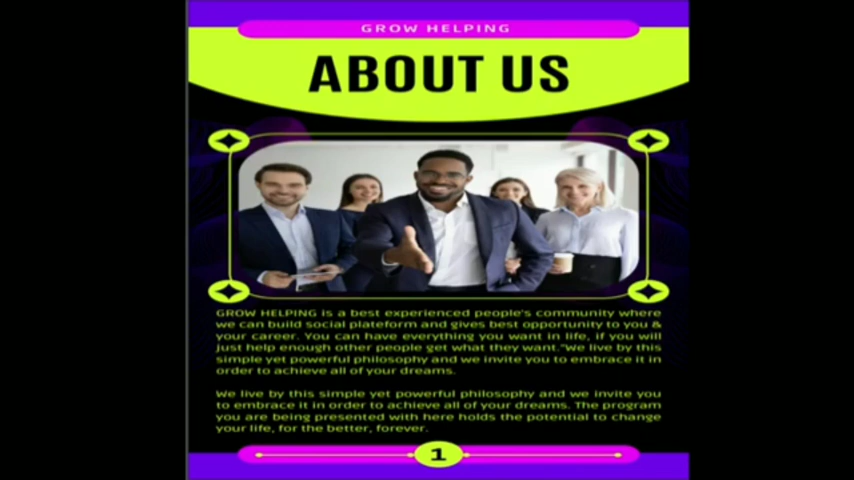 GROW HELPING
ABOUT US
GROW HELPING is a best experienced people's community where
we can build social plateform and gives best opportunity to you &
your career. You can have everything you want in life, if you will
just help enough other people get what they want."We live by this
simple yet powerful philosophy and we invite you to embrace it in
order to achieve all of your dreams.
We live by this simple yet powerful philosophy and we invite you
to embrace it in order to achieve all of your dreams. The program
you are being presented with here holds the potential to change
your life, for the better, forever.
1